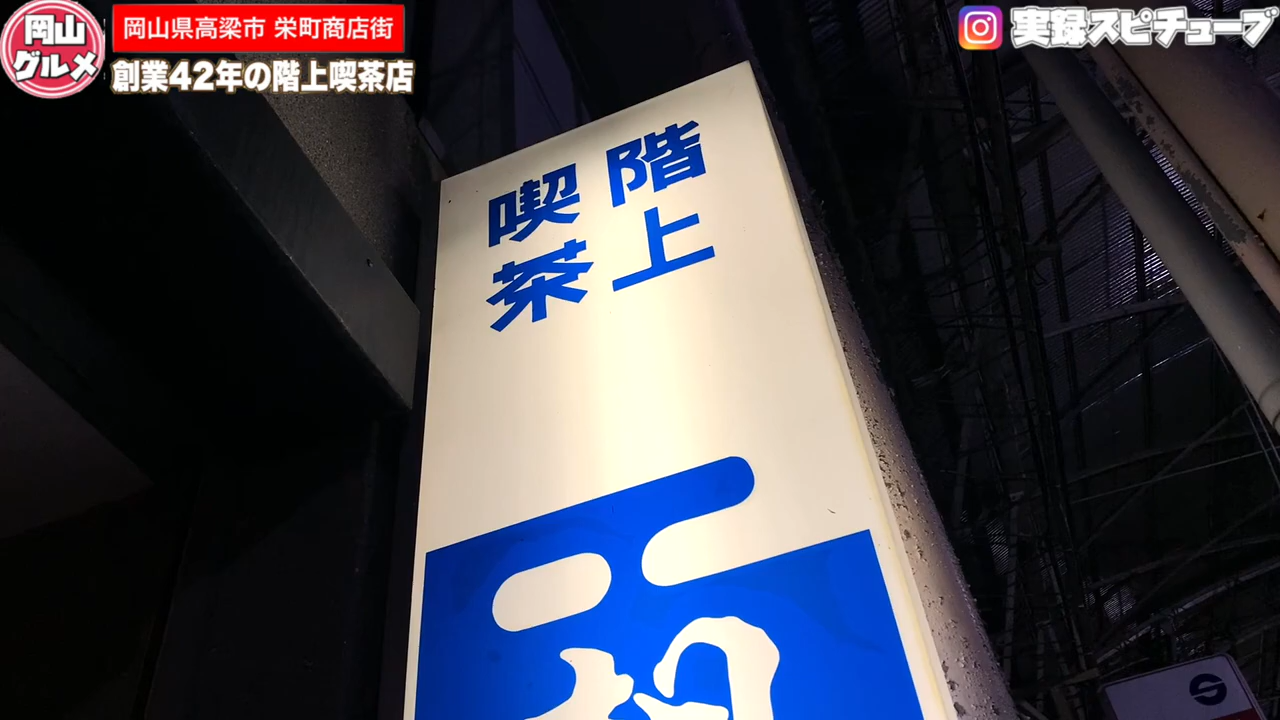 岡山
グルメ
岡山県高梁市 栄町商店街
創業42年の階上喫茶店
実録スピチューブ
階上
喫茶